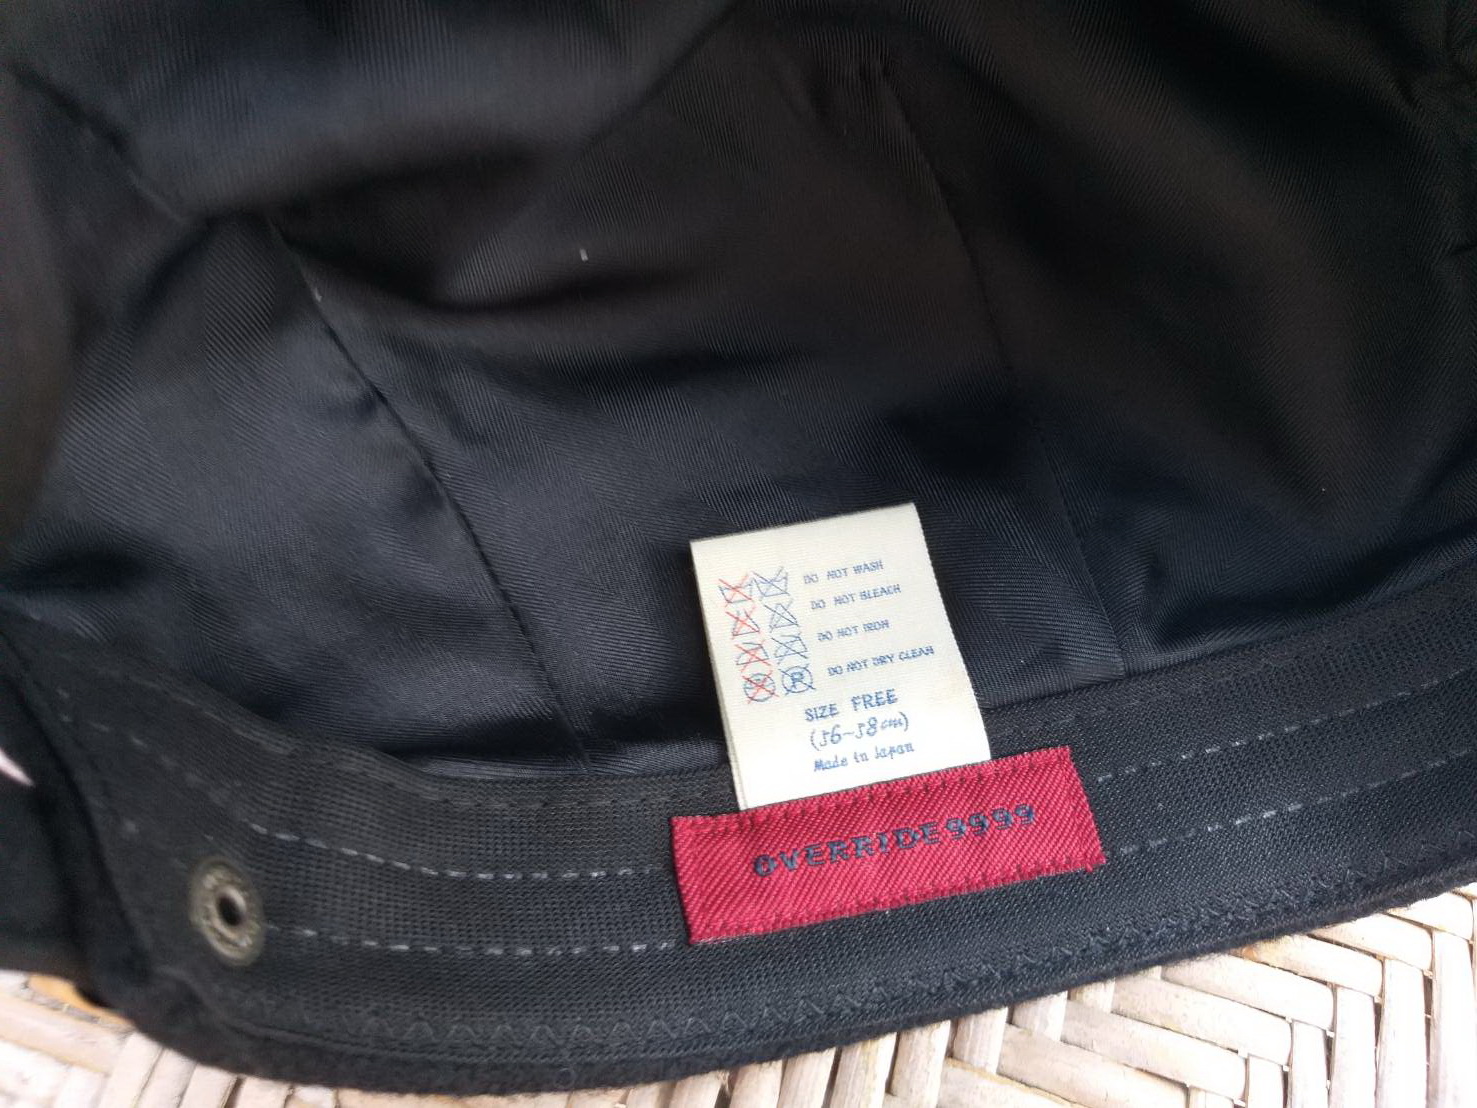 DO NOT WASH
DO NOT BLEACH
DO NOT IRON
P DO NOT DRY CLEAN
SIZE FREE
(56~58cm)
Made in Japan
OVERRIDE9999